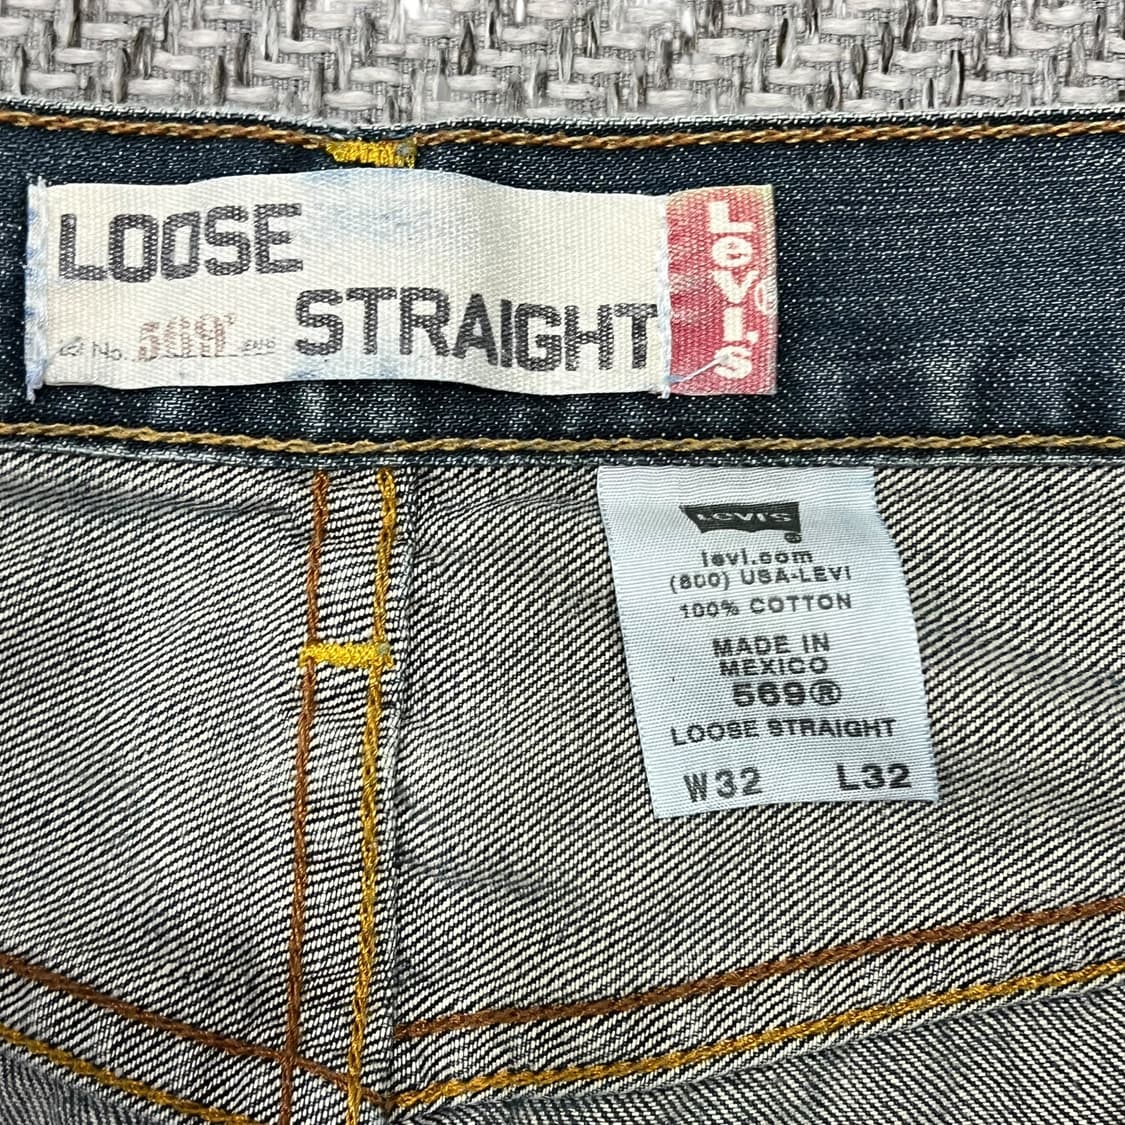 LOOSE
STRAIGHT
No. 569®
Levi's®
LEVI'S
®
levi.com
(800) USA-LEVI
100% COTTON
MADE IN
MEXICO
569®
LOOSE STRAIGHT
W32 L32